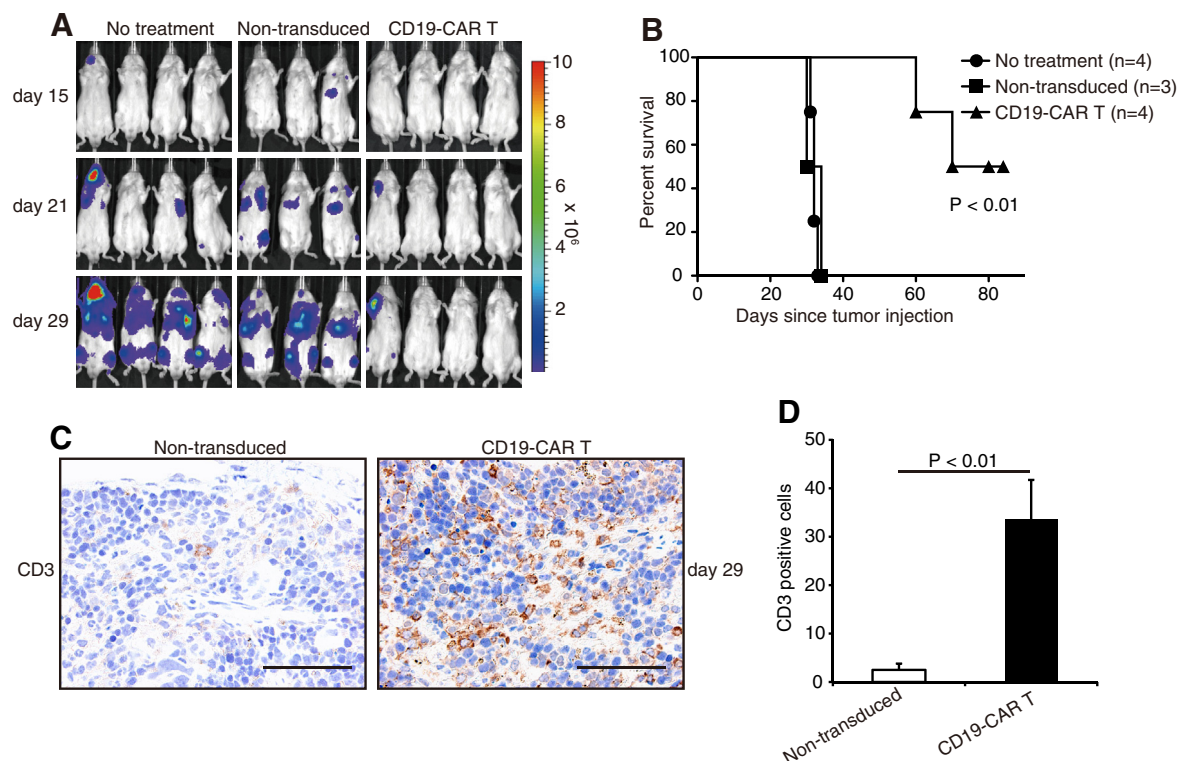 A
No treatment
Non-transduced
CD19-CAR T
day 15
day 21
day 29
10
8
6
4
2
x 10⁶
B
Percent survival
100
80
60
40
20
0
0
20
40
60
80
Days since tumor injection
No treatment (n=4)
Non-transduced (n=3)
CD19-CAR T (n=4)
P < 0.01
C
Non-transduced
CD19-CAR T
CD3
day 29
D
CD3 positive cells
50
40
30
20
10
0
P < 0.01
Non-transduced
CD19-CAR T